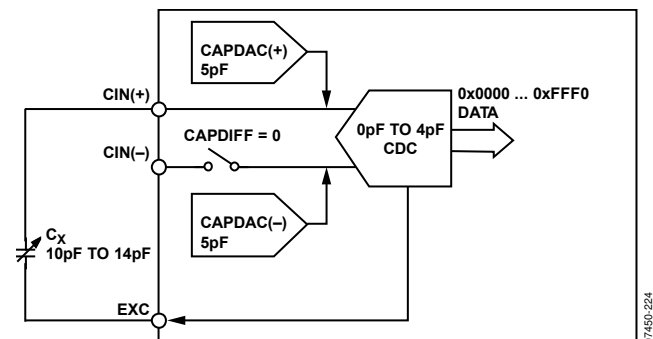 CAPDAC(+)
5pF
CIN(+)
0x0000 ... 0xFFF0
DATA
CAPDIFF = 0
0pF TO 4pF
CDC
CIN(–)
CAPDAC(–)
5pF
CX
10pF TO 14pF
EXC
07450-224